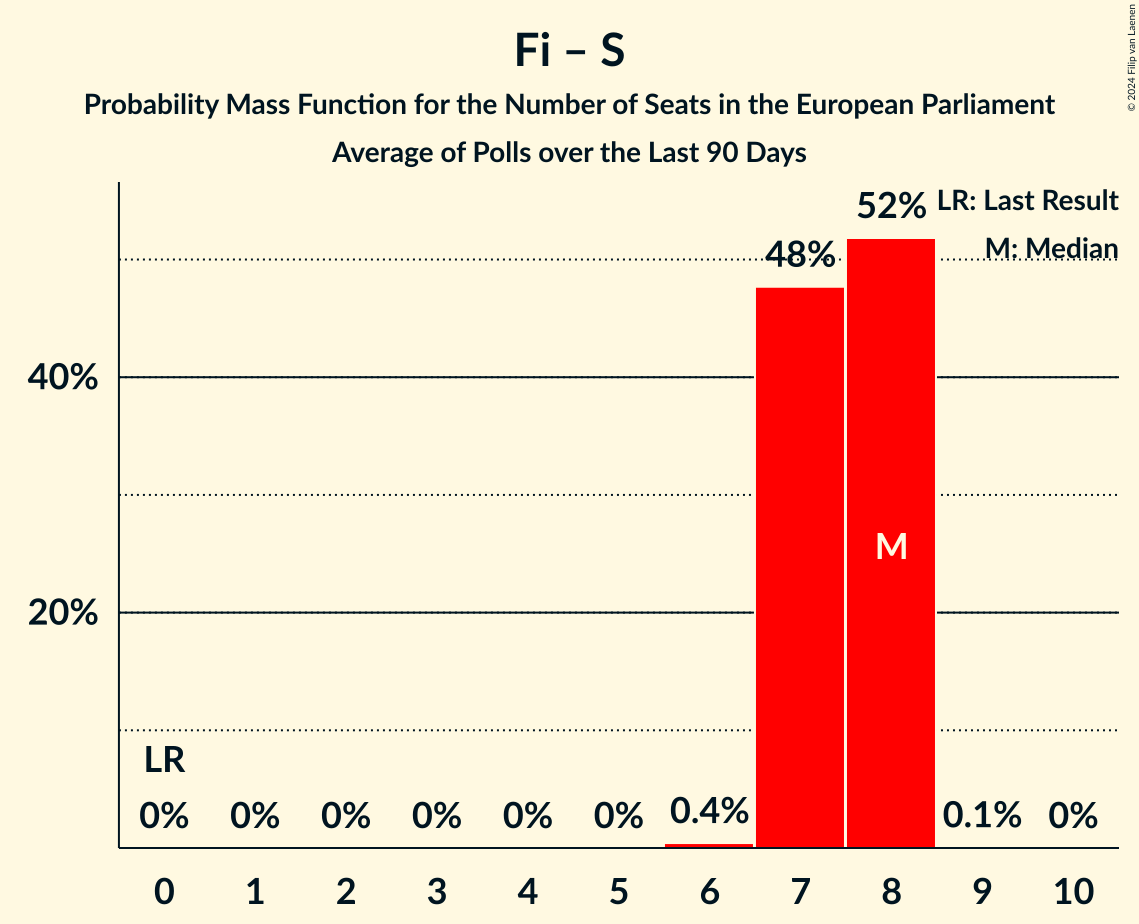 Fi – S
Probability Mass Function for the Number of Seats in the European Parliament
Average of Polls over the Last 90 Days
© 2024 Filip van Laenen
LR: Last Result
M: Median
52%
48%
40%
20%
M
LR
0% 0% 0% 0% 0% 0% 0.4% 0.1% 0%
0 1 2 3 4 5 6 7 8 9 10